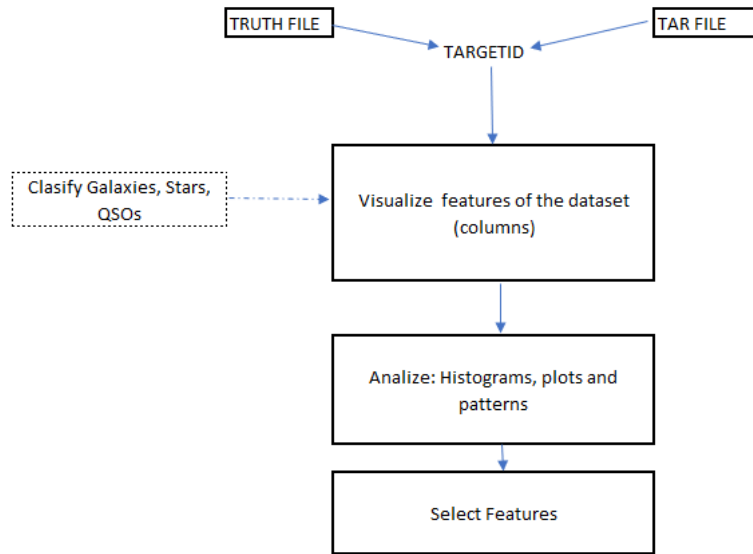 TRUTH FILE
TAR FILE
TARGETID
Clasify Galaxies, Stars,
QSOs
Visualize features of the dataset
(columns)
Analize: Histograms, plots and
patterns
Select Features